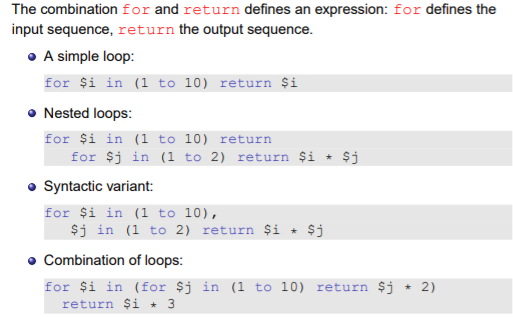 The combination for and return defines an expression: for defines the
input sequence, return the output sequence.
A simple loop:
for $i in (1 to 10) return $i
Nested loops:
for $i in (1 to 10) return
for $j in (1 to 2) return $i * $j
Syntactic variant:
for $i in (1 to 10),
$j in (1 to 2) return $i * $j
Combination of loops:
for $i in (for $j in (1 to 10) return $j * 2)
return $i * 3